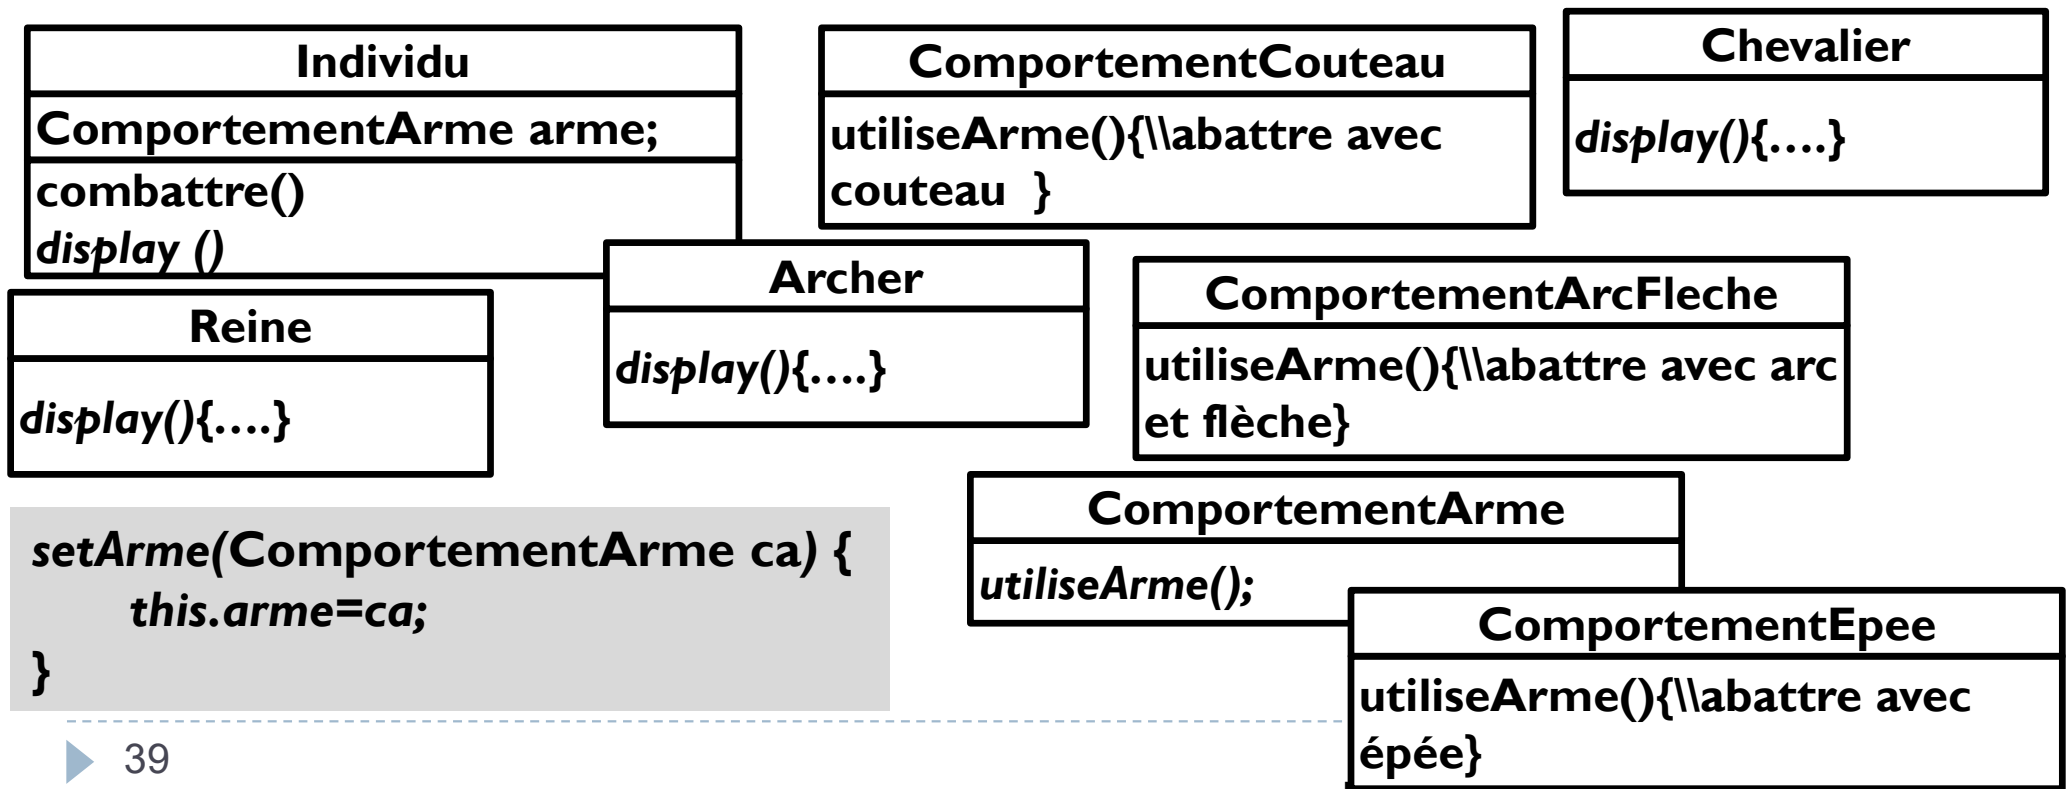 Individu
ComportementArme arme;
combattre()
display ()
ComportementCouteau
utiliseArme(){\\abattre avec
couteau }
Chevalier
display(){....}
Archer
display(){....}
Reine
display(){....}
ComportementArcFleche
utiliseArme(){\\abattre avec arc
et flèche}
setArme(ComportementArme ca) {
this.arme=ca;
}
ComportementArme
utiliseArme();
ComportementEpee
utiliseArme(){\\abattre avec
épée}
39